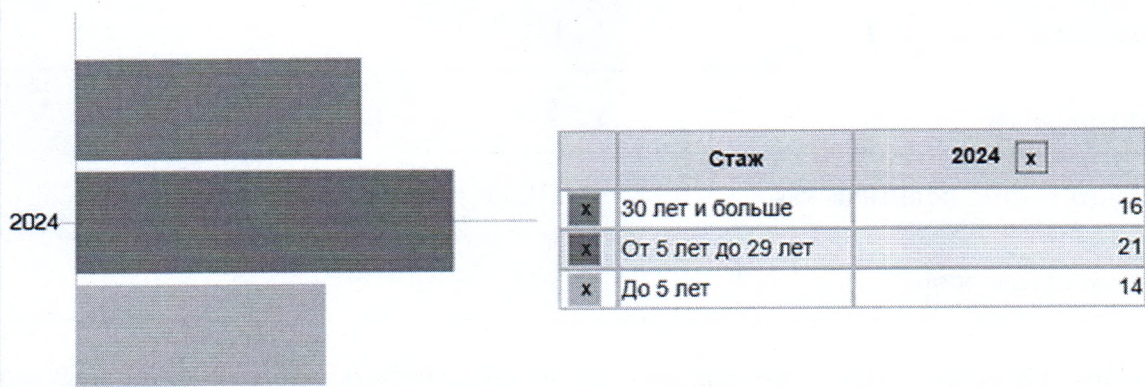 2024
Стаж 2024 x
x 30 лет и больше 16
x От 5 лет до 29 лет 21
x До 5 лет 14